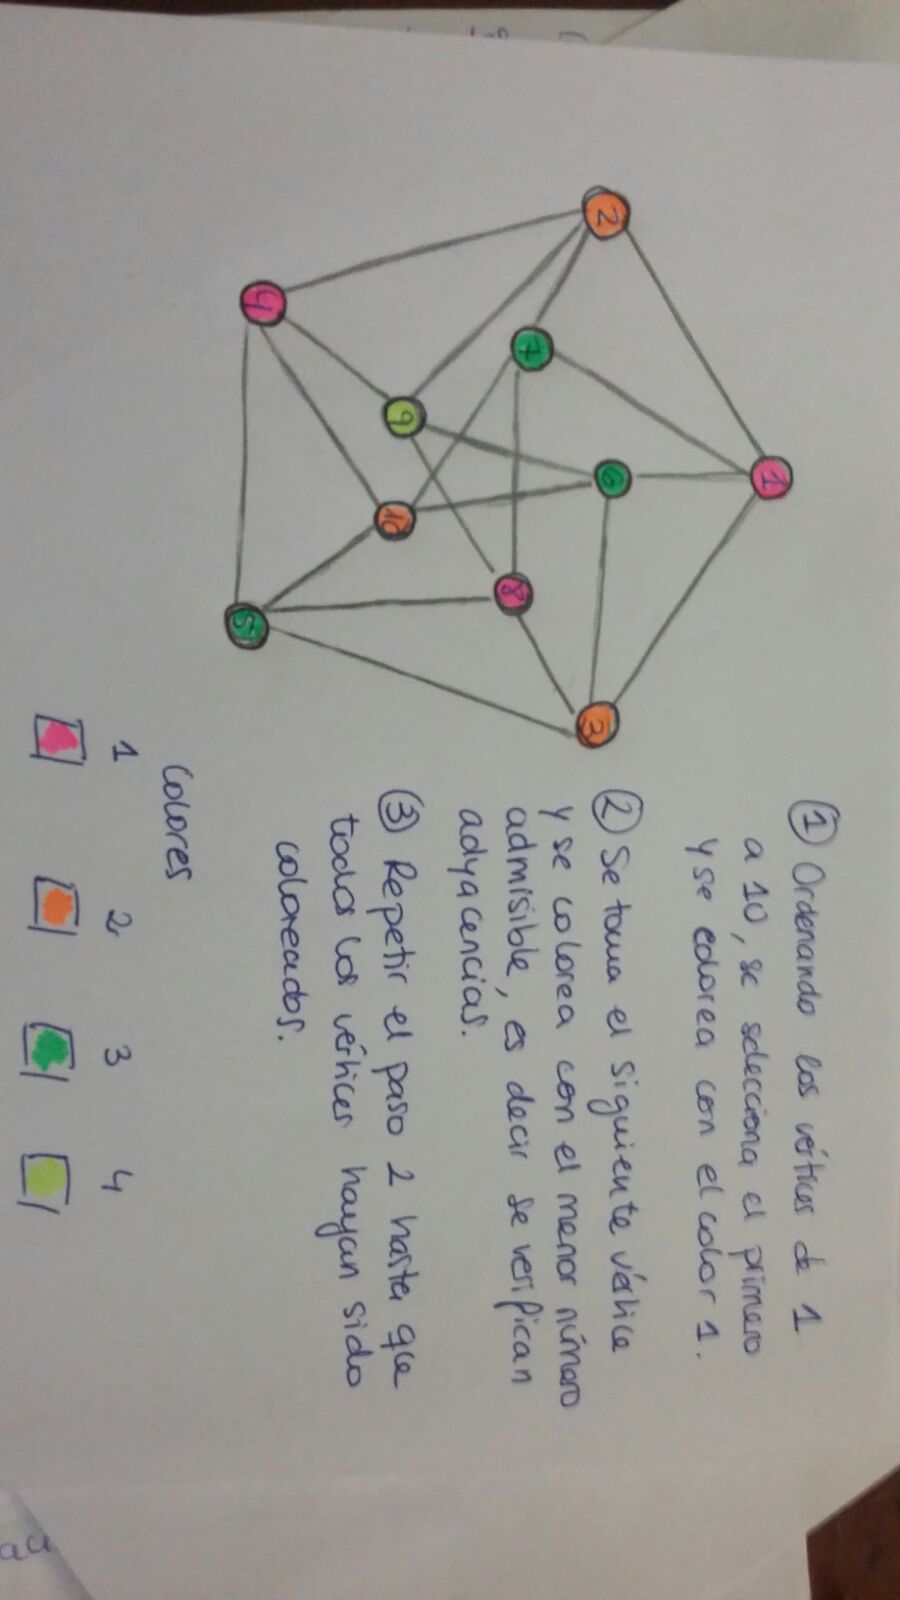 1
2
7
6
3
9
8
4
10
5
① Ordenando los vértices de 1
a 10, se selecciona el primero
y se colorea con el color 1.
② Se toma el siguiente vértice
y se colorea con el menor número
admisible, es decir se verifican
adyacencias.
③ Repetir el paso 2 hasta que
todos los vértices hayan sido
coloreados.
Colores
1 2 3 4